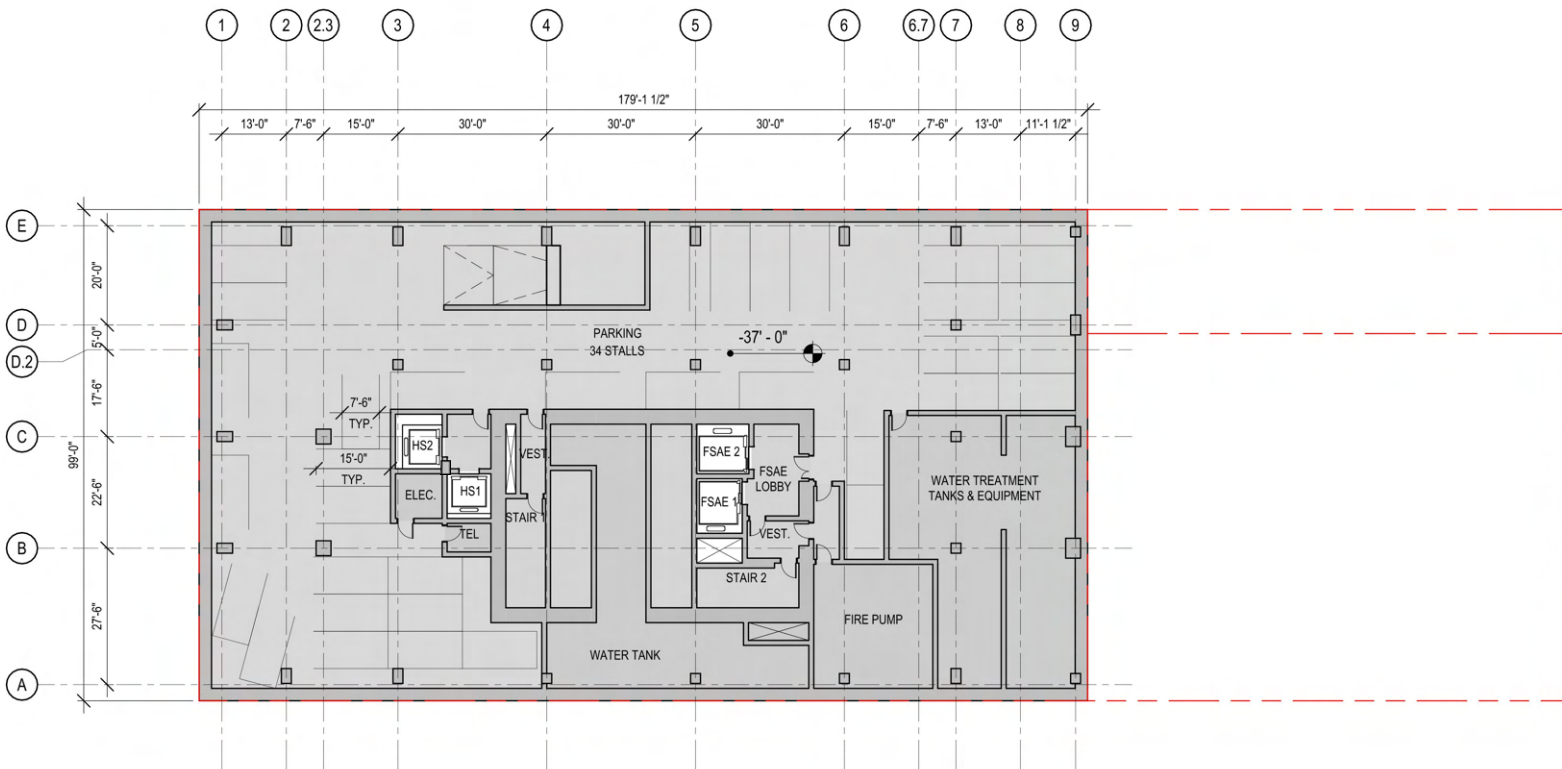 1
2
2.3
3
4
5
6
6.7
7
8
9
179'-1 1/2"
13'-0"
7'-6"
15'-0"
30'-0"
30'-0"
30'-0"
15'-0"
7'-6"
13'-0"
11'-1 1/2"
E
D
D.2
C
B
A
99'-0"
20'-0"
5'-0"
17'-6"
22'-6"
27'-6"
PARKING
34 STALLS
-37' - 0"
7'-6"
TYP.
15'-0"
TYP.
HS2
HS1
ELEC.
TEL
VEST.
STAIR 1
FSAE 2
FSAE 1
FSAE
LOBBY
VEST.
STAIR 2
WATER TREATMENT
TANKS & EQUIPMENT
FIRE PUMP
WATER TANK